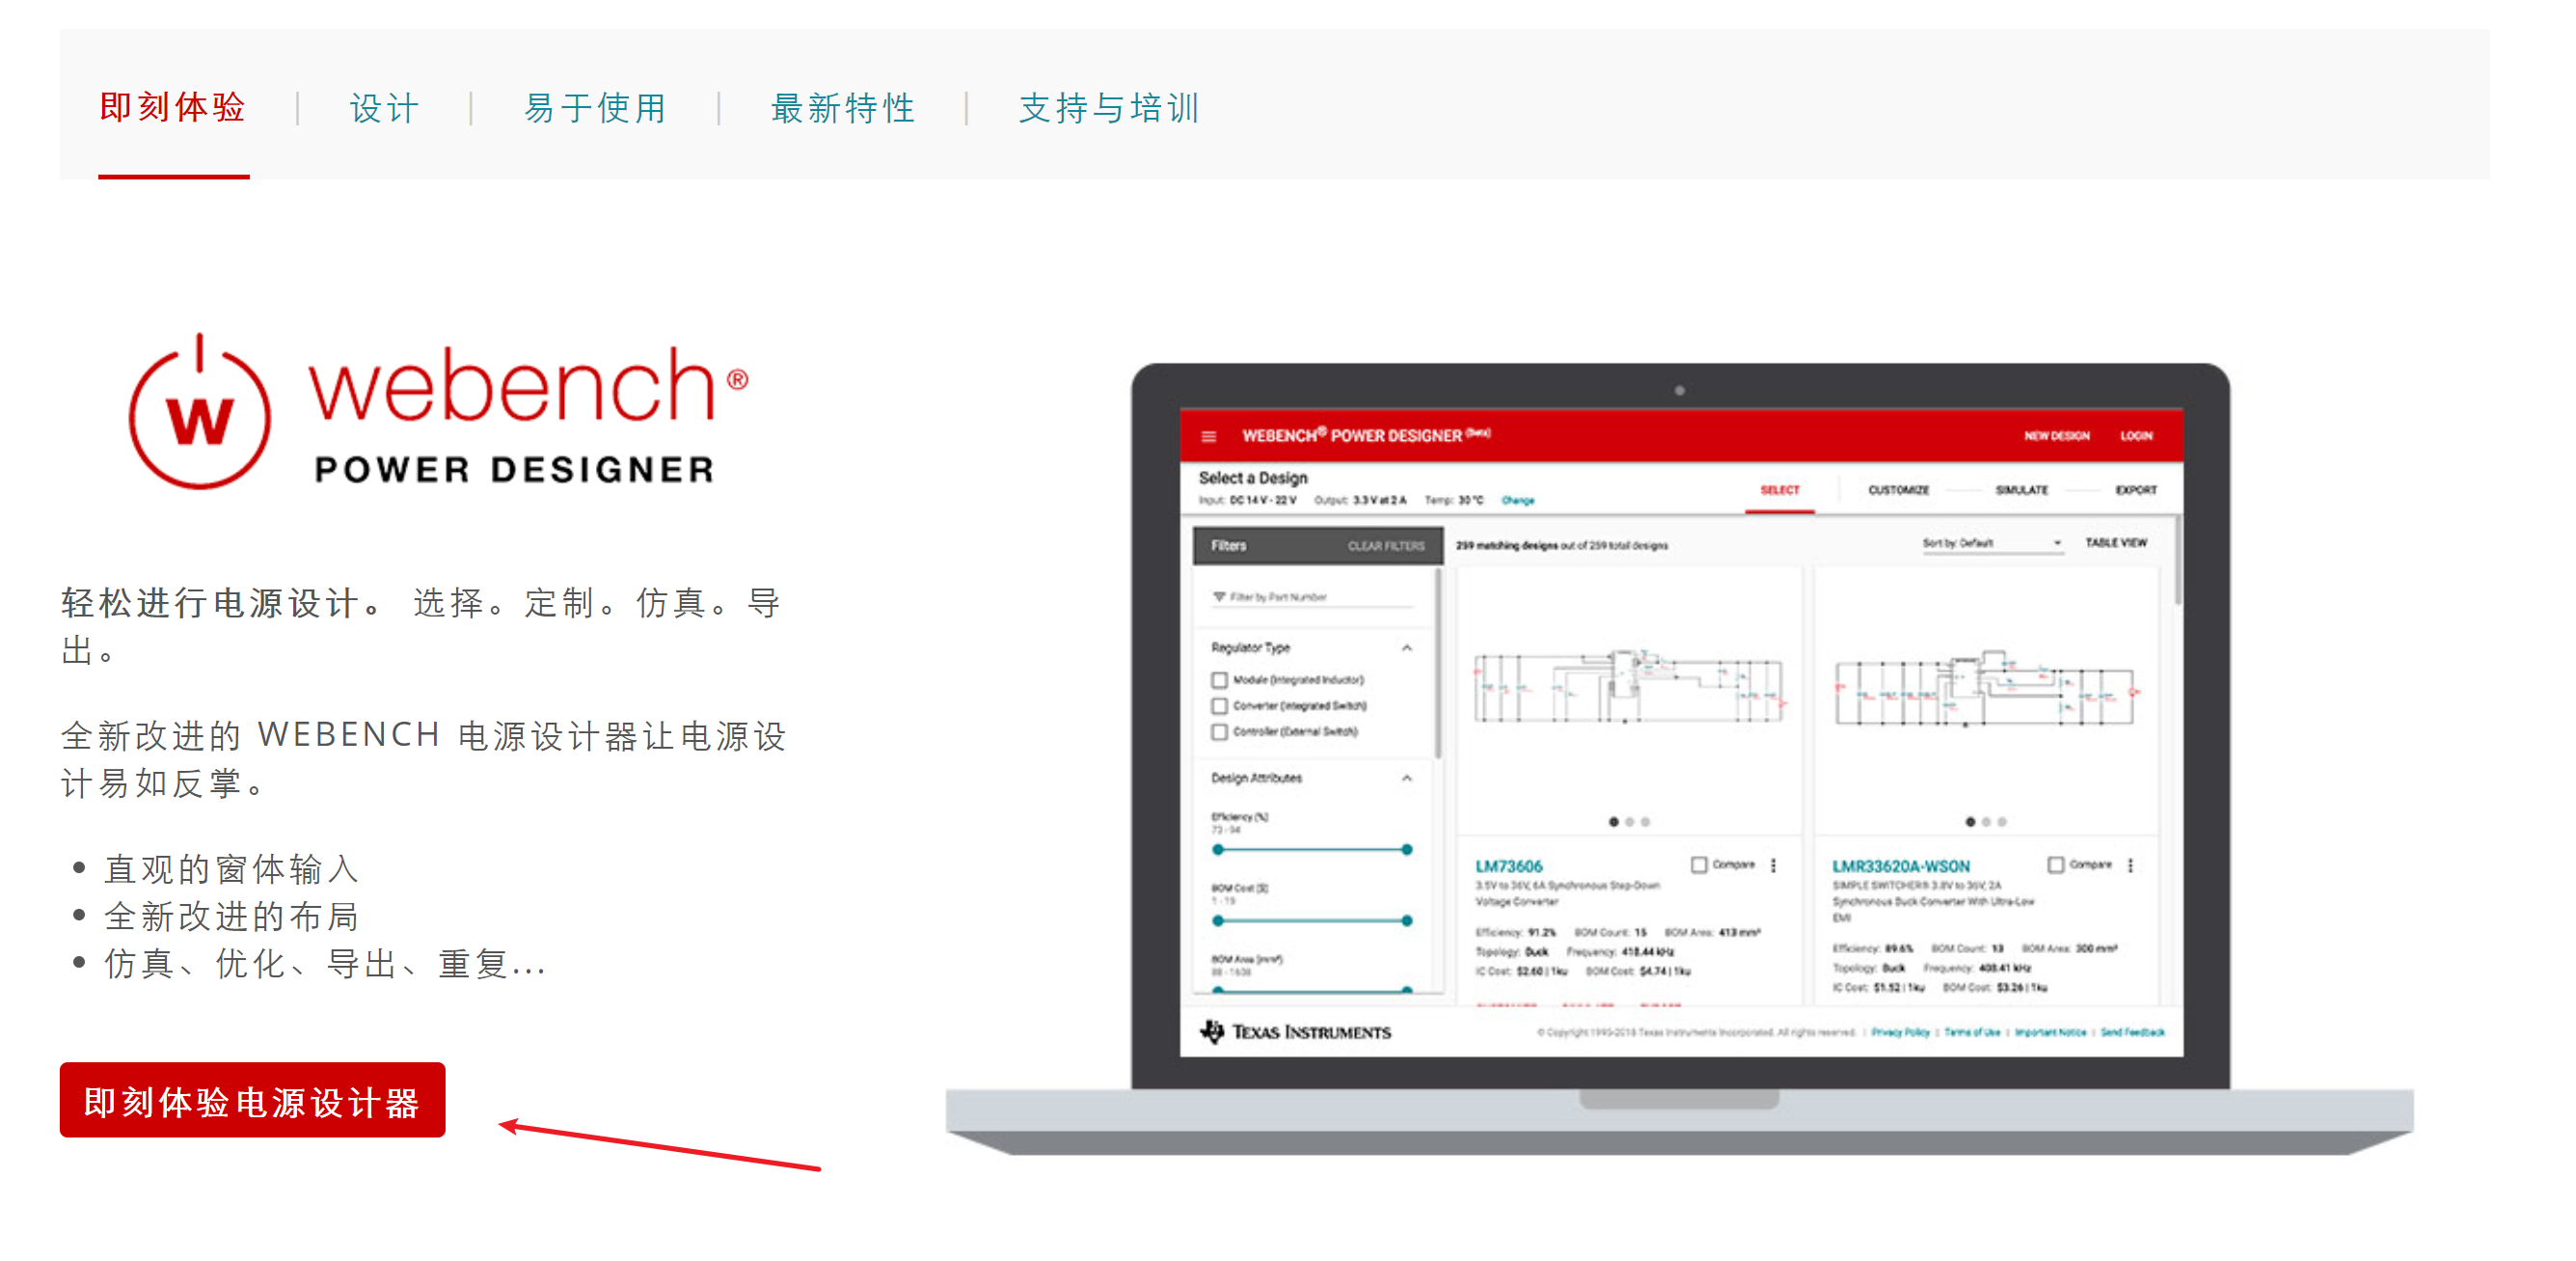 即刻体验 | 设计 | 易于使用 | 最新特性 | 支持与培训
W webench®
POWER DESIGNER
轻松进行电源设计。 选择。定制。仿真。导
出。
全新改进的 WEBENCH 电源设计器让电源设
计易如反掌。
• 直观的窗体输入
• 全新改进的布局
• 仿真、优化、导出、重复...
即刻体验电源设计器
WEBENCH® POWER DESIGNER (Beta)
NEW DESIGN LOGIN
Select a Design
Input: DC 14 V - 22 V Output: 3.3 V at 2 A Temp: 30 °C Change
SELECT CUSTOMIZE SIMULATE EXPORT
Filters CLEAR FILTERS
259 matching designs out of 259 total designs
Sort by: Default TABLE VIEW
Filter by Part Number
Regulator Type
Module (Integrated Inductor)
Converter (Integrated Switch)
Controller (External Switch)
Design Attributes
Efficiency [%]
73 - 94
BOM Cost [$]
1 - 19
BOM Area [mm²]
88 - 1608
LM73606 Compare
3.5V to 36V, 6A Synchronous Step-Down
Voltage Converter
Efficiency: 91.2% BOM Count: 15 BOM Area: 413 mm²
Topology: Buck Frequency: 418.44 kHz
IC Cost: $2.60 | 1ku BOM Cost: $4.74 | 1ku
LMR33620A-WSON Compare
SIMPLE SWITCHER® 3.8V to 36V, 2A
Synchronous Buck Converter With Ultra-Low
EMI
Efficiency: 89.6% BOM Count: 13 BOM Area: 300 mm²
Topology: Buck Frequency: 408.41 kHz
IC Cost: $1.52 | 1ku BOM Cost: $3.26 | 1ku
TEXAS INSTRUMENTS
© Copyright 1995-2018 Texas Instruments Incorporated. All rights reserved. | Privacy Policy | Terms of Use | Important Notice | Send Feedback